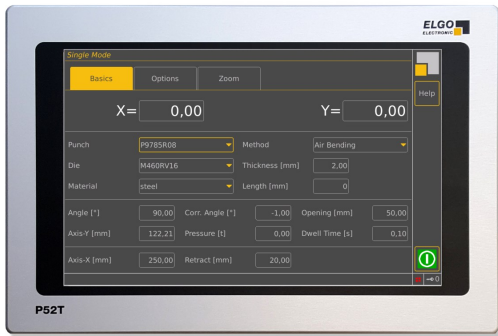 ELGO
ELECTRONIC
Single Mode
Basics Options Zoom
Help
X= 0,00 Y= 0,00
Punch P9785R08 Method Air Bending
Die M460RV16 Thickness [mm] 2,00
Material steel Length [mm] 0
Angle [°] 90,00 Corr. Angle [°] -1,00 Opening [mm] 50,00
Axis-Y [mm] 122,21 Pressure [t] 0,00 Dwell Time [s] 0,10
Axis-X [mm] 250,00 Retract [mm] 20,00
0
P52T